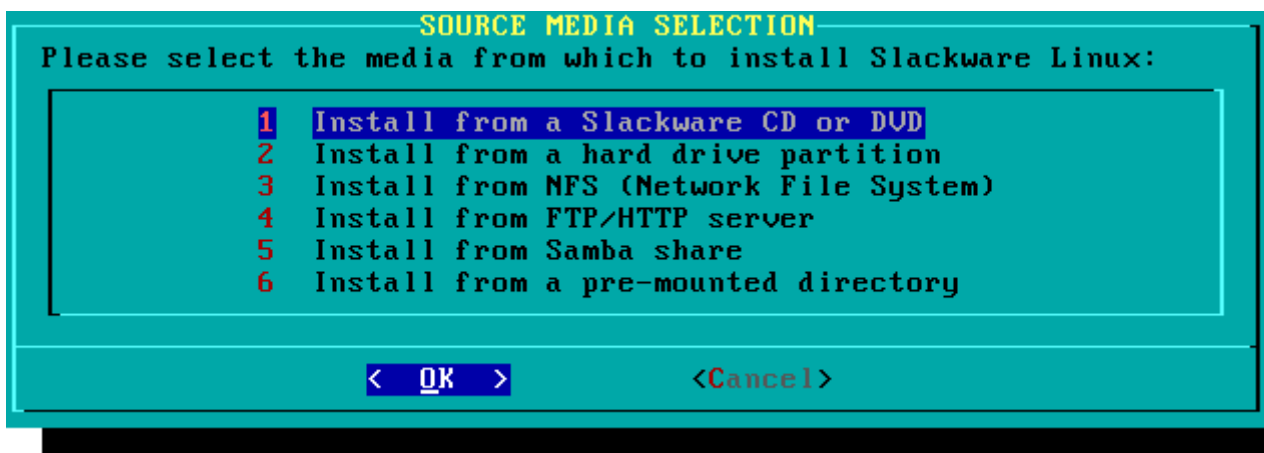 SOURCE MEDIA SELECTION
Please select the media from which to install Slackware Linux:
1 Install from a Slackware CD or DVD
2 Install from a hard drive partition
3 Install from NFS (Network File System)
4 Install from FTP/HTTP server
5 Install from Samba share
6 Install from a pre-mounted directory
< OK > <Cancel>